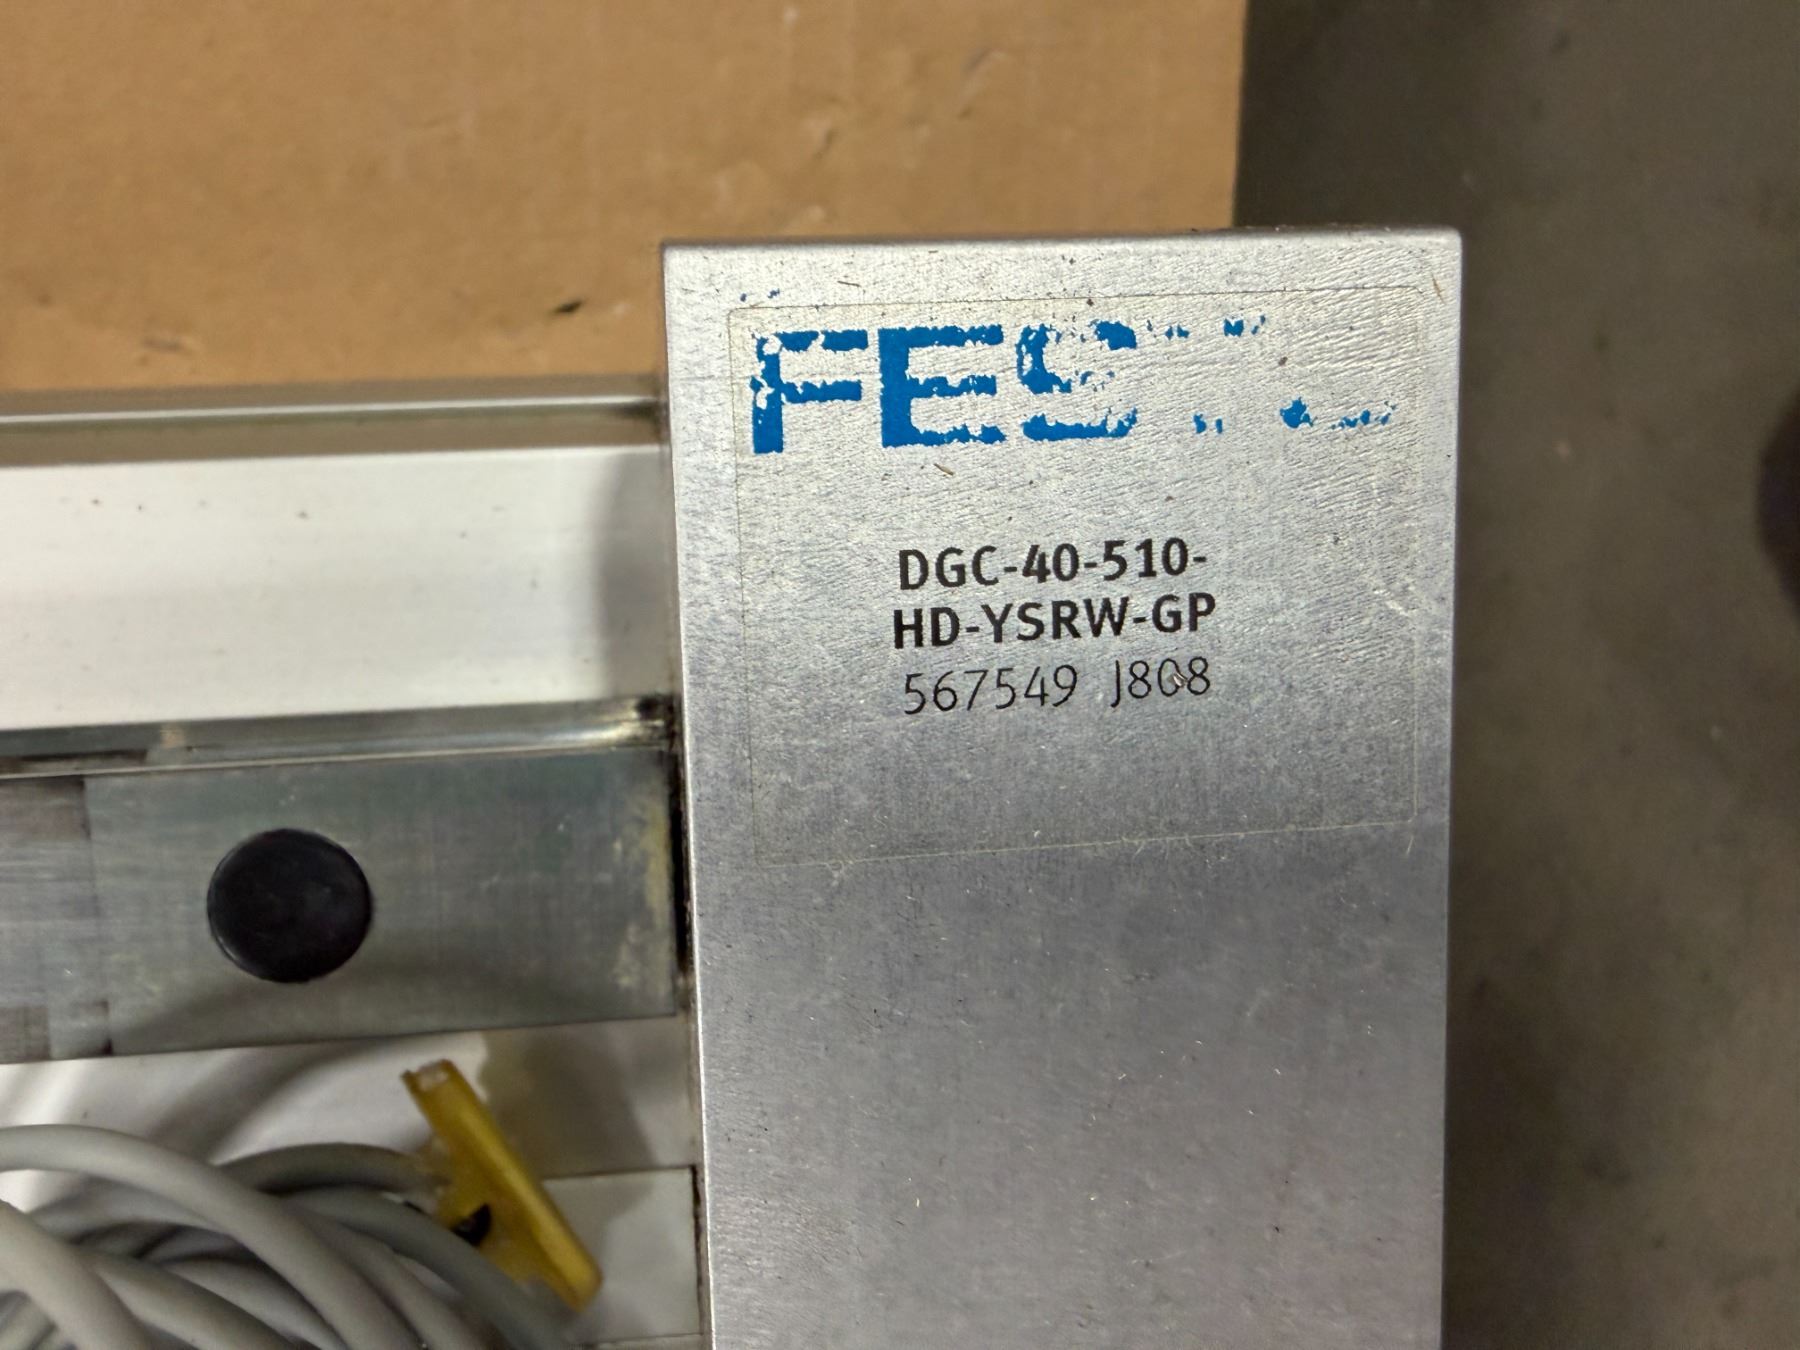 FES
DGC-40-510-
HD-YSRW-GP
567549 J808